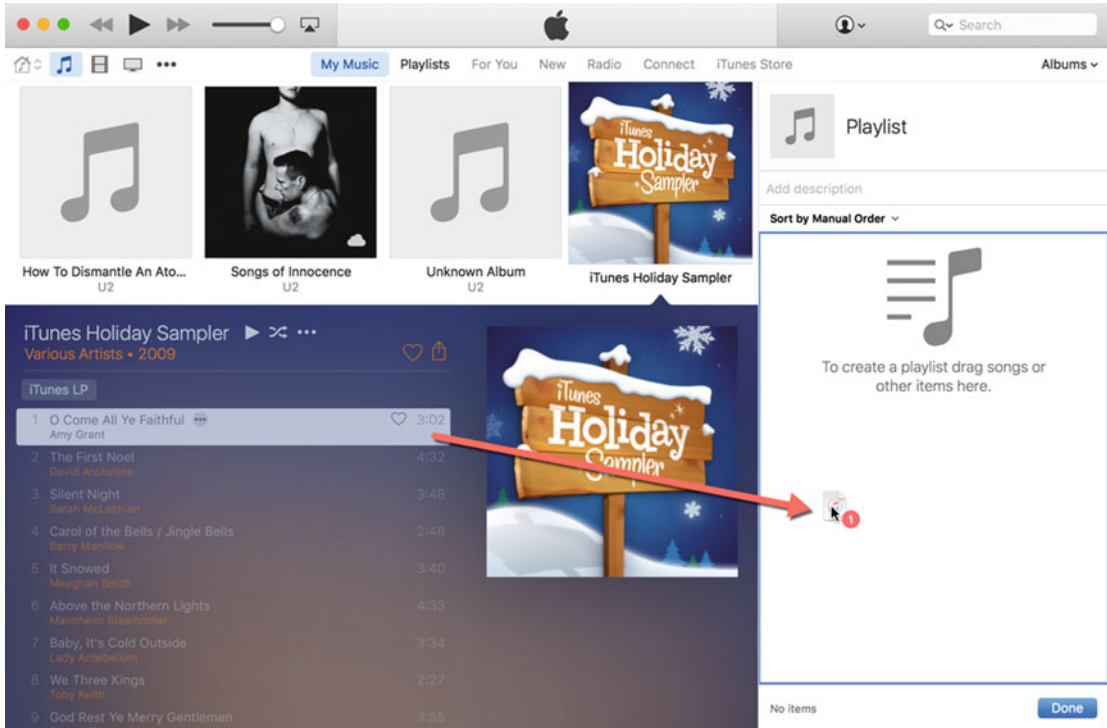 Search
My Music Playlists For You New Radio Connect iTunes Store Albums
How To Dismantle An Ato...
U2
Songs of Innocence
U2
Unknown Album
U2
iTunes
Holiday
Sampler
iTunes Holiday Sampler
iTunes Holiday Sampler
Various Artists • 2009
iTunes LP
1 O Come All Ye Faithful 3:02
Amy Grant
2 The First Noel 4:32
David Archuleta
3 Silent Night 3:48
Sarah McLachlan
4 Carol of the Bells / Jingle Bells 2:46
Barry Manilow
5 It Snowed 3:40
Meaghan Smith
6 Above the Northern Lights 4:33
Mannheim Steamroller
7 Baby, It's Cold Outside 3:34
Lady Antebellum
8 We Three Kings 2:27
Toby Keith
9 God Rest Ye Merry Gentlemen 3:55
iTunes
Holiday
Sampler
Playlist
Add description
Sort by Manual Order
To create a playlist drag songs or
other items here.
1
No items Done